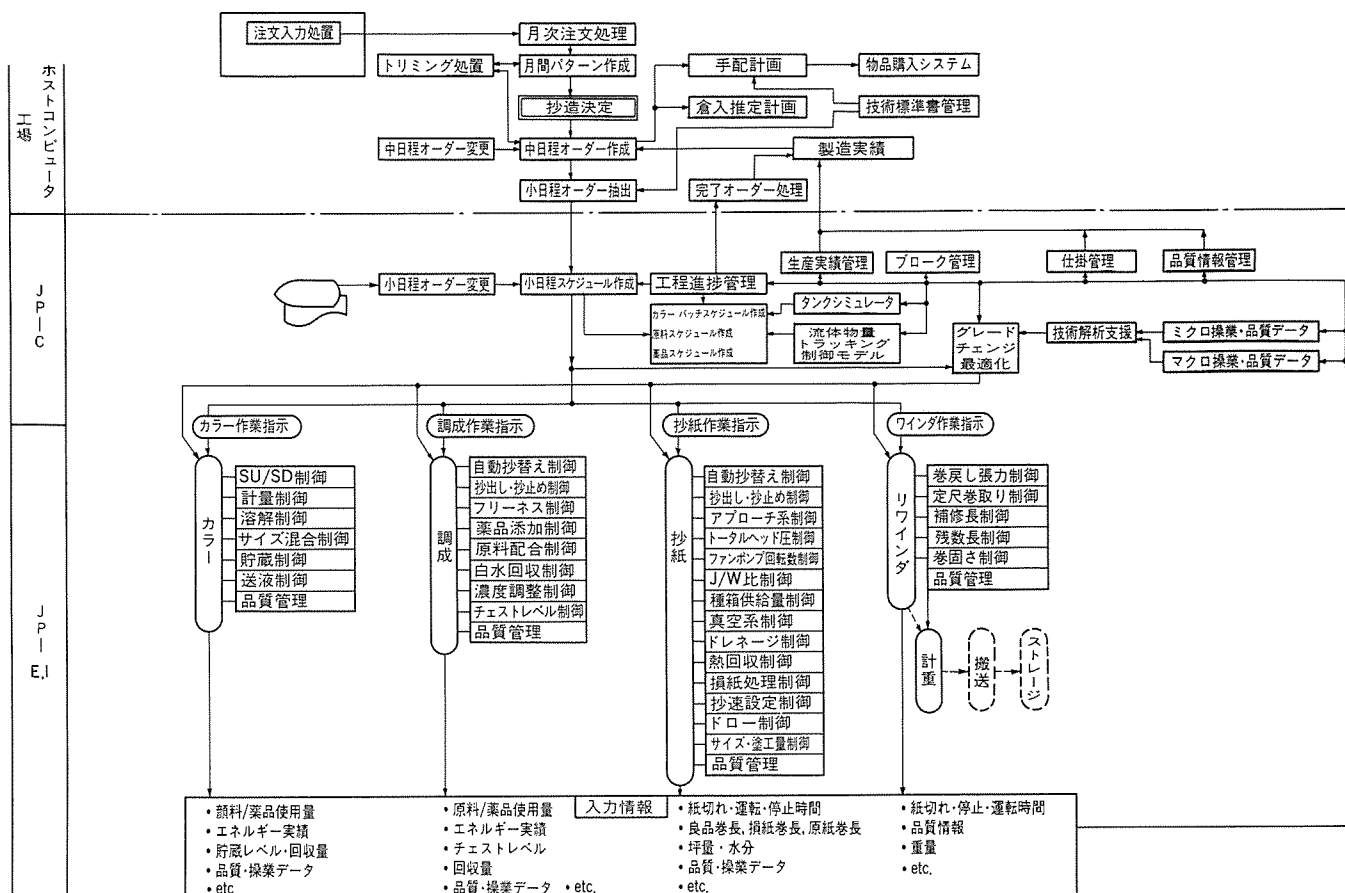 注文入力処置
月次注文処理
トリミング処置
月間パターン作成
手配計画
物品購入システム
抄造決定
倉入推定計画
技術標準書管理
中日程オーダー変更
中日程オーダー作成
製造実績
小日程オーダー抽出
完了オーダー処理
ホストコンピュータ
工場
生産実績管理
ブローク管理
仕掛管理
品質情報管理
小日程オーダー変更
小日程スケジュール作成
工程進捗管理
カラー バッチスケジュール作成
原料スケジュール作成
薬品スケジュール作成
タンクシミュレータ
流体物量
トラッキング
制御モデル
グレード
チェンジ
最適化
技術解析支援
ミクロ操業・品質データ
マクロ操業・品質データ
JP-C
カラー作業指示
調成作業指示
抄紙作業指示
ワインダ作業指示
カラー
SU/SD制御
計量制御
溶解制御
サイズ混合制御
貯蔵制御
送液制御
品質管理
調成
自動抄替え制御
抄出し・抄止め制御
フリーネス制御
薬品添加制御
原料配合制御
白水回収制御
濃度調整制御
チェストレベル制御
品質管理
抄紙
自動抄替え制御
抄出し・抄止め制御
アプローチ系制御
トータルヘッド圧制御
ファンポンプ回転数制御
J/W比制御
種箱供給量制御
真空系制御
ドレネージ制御
熱回収制御
損紙処理制御
抄速設定制御
ドロー制御
サイズ・塗工量制御
品質管理
リワインダ
巻戻し張力制御
定尺巻取り制御
補修長制御
残数長制御
巻固さ制御
品質管理
計重
搬送
ストレージ
JP-
E,I
入力情報
・顔料/薬品使用量
・エネルギー実績
・貯蔵レベル・回収量
・品質・操業データ
・etc.
・原料/薬品使用量
・エネルギー実績
・チェストレベル
・回収量
・品質・操業データ ・etc.
・紙切れ・運転・停止時間
・良品巻長, 損紙巻長, 原紙巻長
・坪量・水分
・品質・操業データ
・etc.
・紙切れ・停止・運転時間
・品質情報
・重量
・etc.